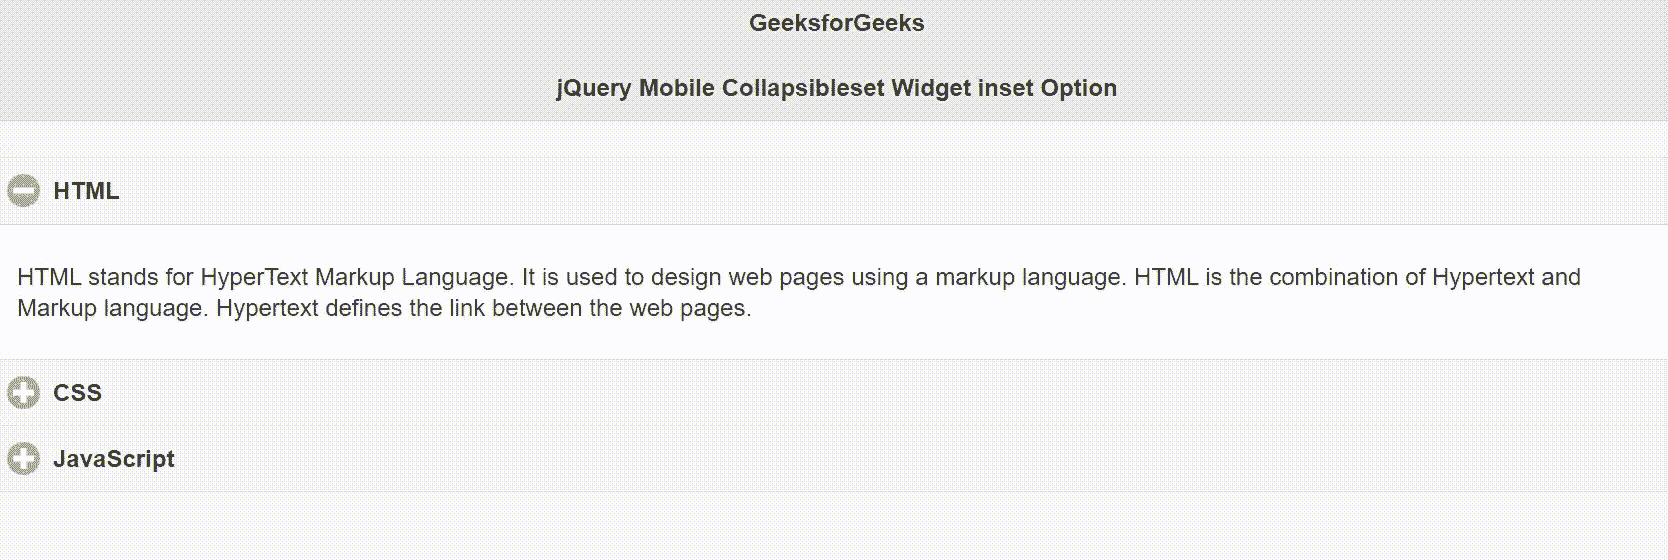 GeeksforGeeks
jQuery Mobile Collapsibleset Widget inset Option
HTML
HTML stands for HyperText Markup Language. It is used to design web pages using a markup language. HTML is the combination of Hypertext and
Markup language. Hypertext defines the link between the web pages.
CSS
JavaScript